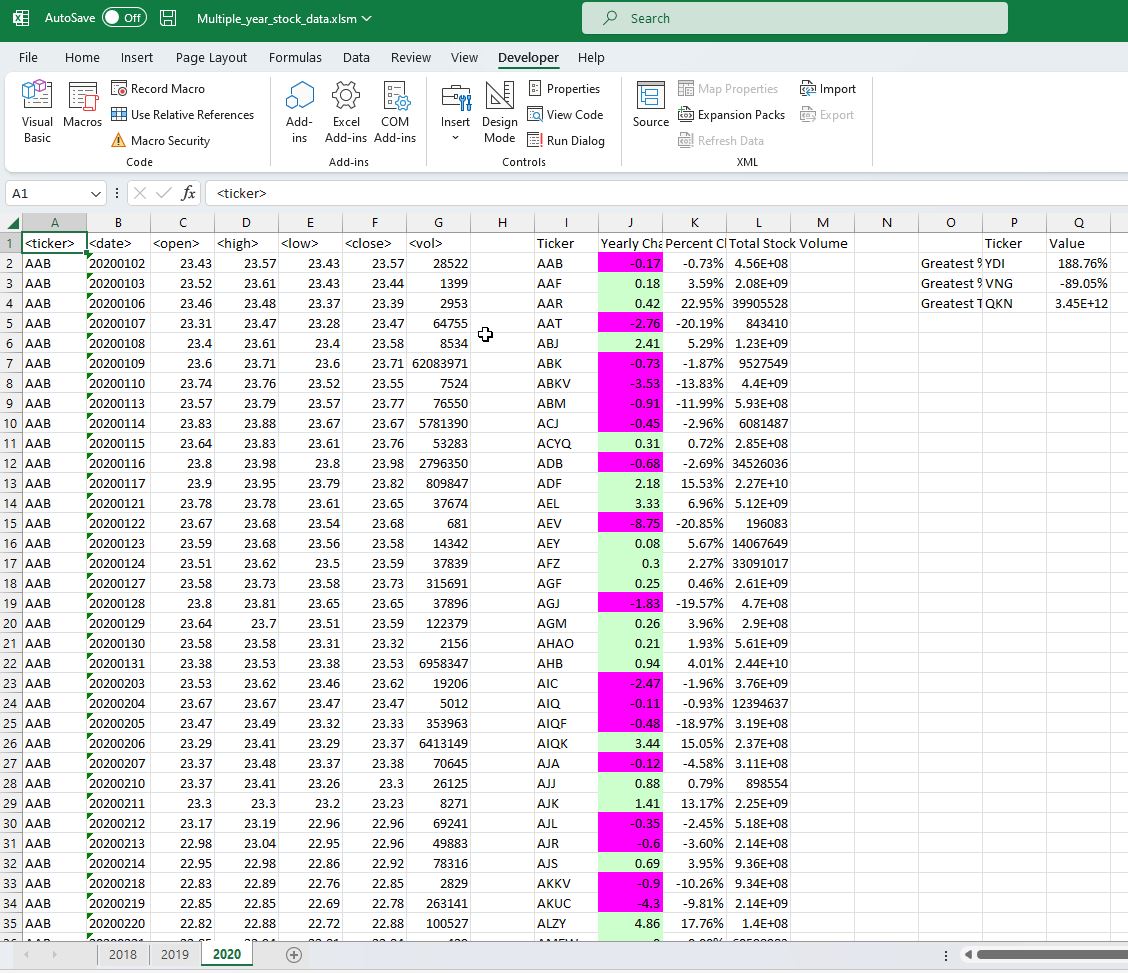 AutoSave Off Multiple_year_stock_data.xlsm Search
File Home Insert Page Layout Formulas Data Review View Developer Help
Visual Basic Macros Record Macro Use Relative References Macro Security Code
Add-ins Excel Add-ins COM Add-ins Add-ins
Insert Design Mode Properties View Code Run Dialog Controls
Source Map Properties Expansion Packs Refresh Data Import Export XML
A1 fx <ticker>
A B C D E F G H I J K L M N O P Q
1 <ticker> <date> <open> <high> <low> <close> <vol> Ticker Yearly Cha Percent Cl Total Stock Volume Ticker Value
2 AAB 20200102 23.43 23.57 23.43 23.57 28522 AAB -0.17 -0.73% 4.56E+08 Greatest % YDI 188.76%
3 AAB 20200103 23.52 23.61 23.43 23.44 1399 AAF 0.18 3.59% 2.08E+09 Greatest % VNG -89.05%
4 AAB 20200106 23.46 23.48 23.37 23.39 2953 AAR 0.42 22.95% 39905528 Greatest T QKN 3.45E+12
5 AAB 20200107 23.31 23.47 23.28 23.47 64755 AAT -2.76 -20.19% 843410
6 AAB 20200108 23.4 23.61 23.4 23.58 8534 ABJ 2.41 5.29% 1.23E+09
7 AAB 20200109 23.6 23.71 23.6 23.71 62083971 ABK -0.73 -1.87% 9527549
8 AAB 20200110 23.74 23.76 23.52 23.55 7524 ABKV -3.53 -13.83% 4.4E+09
9 AAB 20200113 23.57 23.79 23.57 23.77 76550 ABM -0.91 -11.99% 5.93E+08
10 AAB 20200114 23.83 23.88 23.67 23.67 5781390 ACJ -0.45 -2.96% 6081487
11 AAB 20200115 23.64 23.83 23.61 23.76 53283 ACYQ 0.31 0.72% 2.85E+08
12 AAB 20200116 23.8 23.98 23.8 23.98 2796350 ADB -0.68 -2.69% 34526036
13 AAB 20200117 23.9 23.95 23.79 23.82 809847 ADF 2.18 15.53% 2.27E+10
14 AAB 20200121 23.78 23.78 23.61 23.65 37674 AEL 3.33 6.96% 5.12E+09
15 AAB 20200122 23.67 23.68 23.54 23.68 681 AEV -8.75 -20.85% 196083
16 AAB 20200123 23.59 23.68 23.56 23.58 14342 AEY 0.08 5.67% 14067649
17 AAB 20200124 23.51 23.62 23.5 23.59 37839 AFZ 0.3 2.27% 33091017
18 AAB 20200127 23.58 23.73 23.58 23.73 315691 AGF 0.25 0.46% 2.61E+09
19 AAB 20200128 23.8 23.81 23.65 23.65 37896 AGJ -1.83 -19.57% 4.7E+08
20 AAB 20200129 23.64 23.7 23.51 23.59 122379 AGM 0.26 3.96% 2.9E+08
21 AAB 20200130 23.58 23.58 23.31 23.32 2156 AHAO 0.21 1.93% 5.61E+09
22 AAB 20200131 23.38 23.53 23.38 23.53 6958347 AHB 0.94 4.01% 2.44E+10
23 AAB 20200203 23.53 23.62 23.46 23.62 19206 AIC -2.47 -1.96% 3.76E+09
24 AAB 20200204 23.67 23.67 23.47 23.47 5012 AIQ -0.11 -0.93% 12394637
25 AAB 20200205 23.47 23.49 23.32 23.33 353963 AIQF -0.48 -18.97% 3.19E+08
26 AAB 20200206 23.29 23.41 23.29 23.37 6413149 AIQK 3.44 15.05% 2.37E+08
27 AAB 20200207 23.37 23.48 23.37 23.38 70645 AJA -0.12 -4.58% 3.11E+08
28 AAB 20200210 23.37 23.41 23.26 23.3 26125 AJJ 0.88 0.79% 898554
29 AAB 20200211 23.3 23.3 23.2 23.23 8271 AJK 1.41 13.17% 2.25E+09
30 AAB 20200212 23.17 23.19 22.96 22.96 69241 AJL -0.35 -2.45% 5.18E+08
31 AAB 20200213 22.98 23.04 22.95 22.96 49883 AJR -0.6 -3.60% 2.14E+08
32 AAB 20200214 22.95 22.98 22.86 22.92 78316 AJS 0.69 3.95% 9.36E+08
33 AAB 20200218 22.83 22.89 22.76 22.85 2829 AKKV -0.9 -10.26% 9.34E+08
34 AAB 20200219 22.85 22.85 22.69 22.78 263141 AKUC -4.3 -9.81% 2.14E+09
35 AAB 20200220 22.82 22.88 22.72 22.88 100527 ALZY 4.86 17.76% 1.4E+08
2018 2019 2020